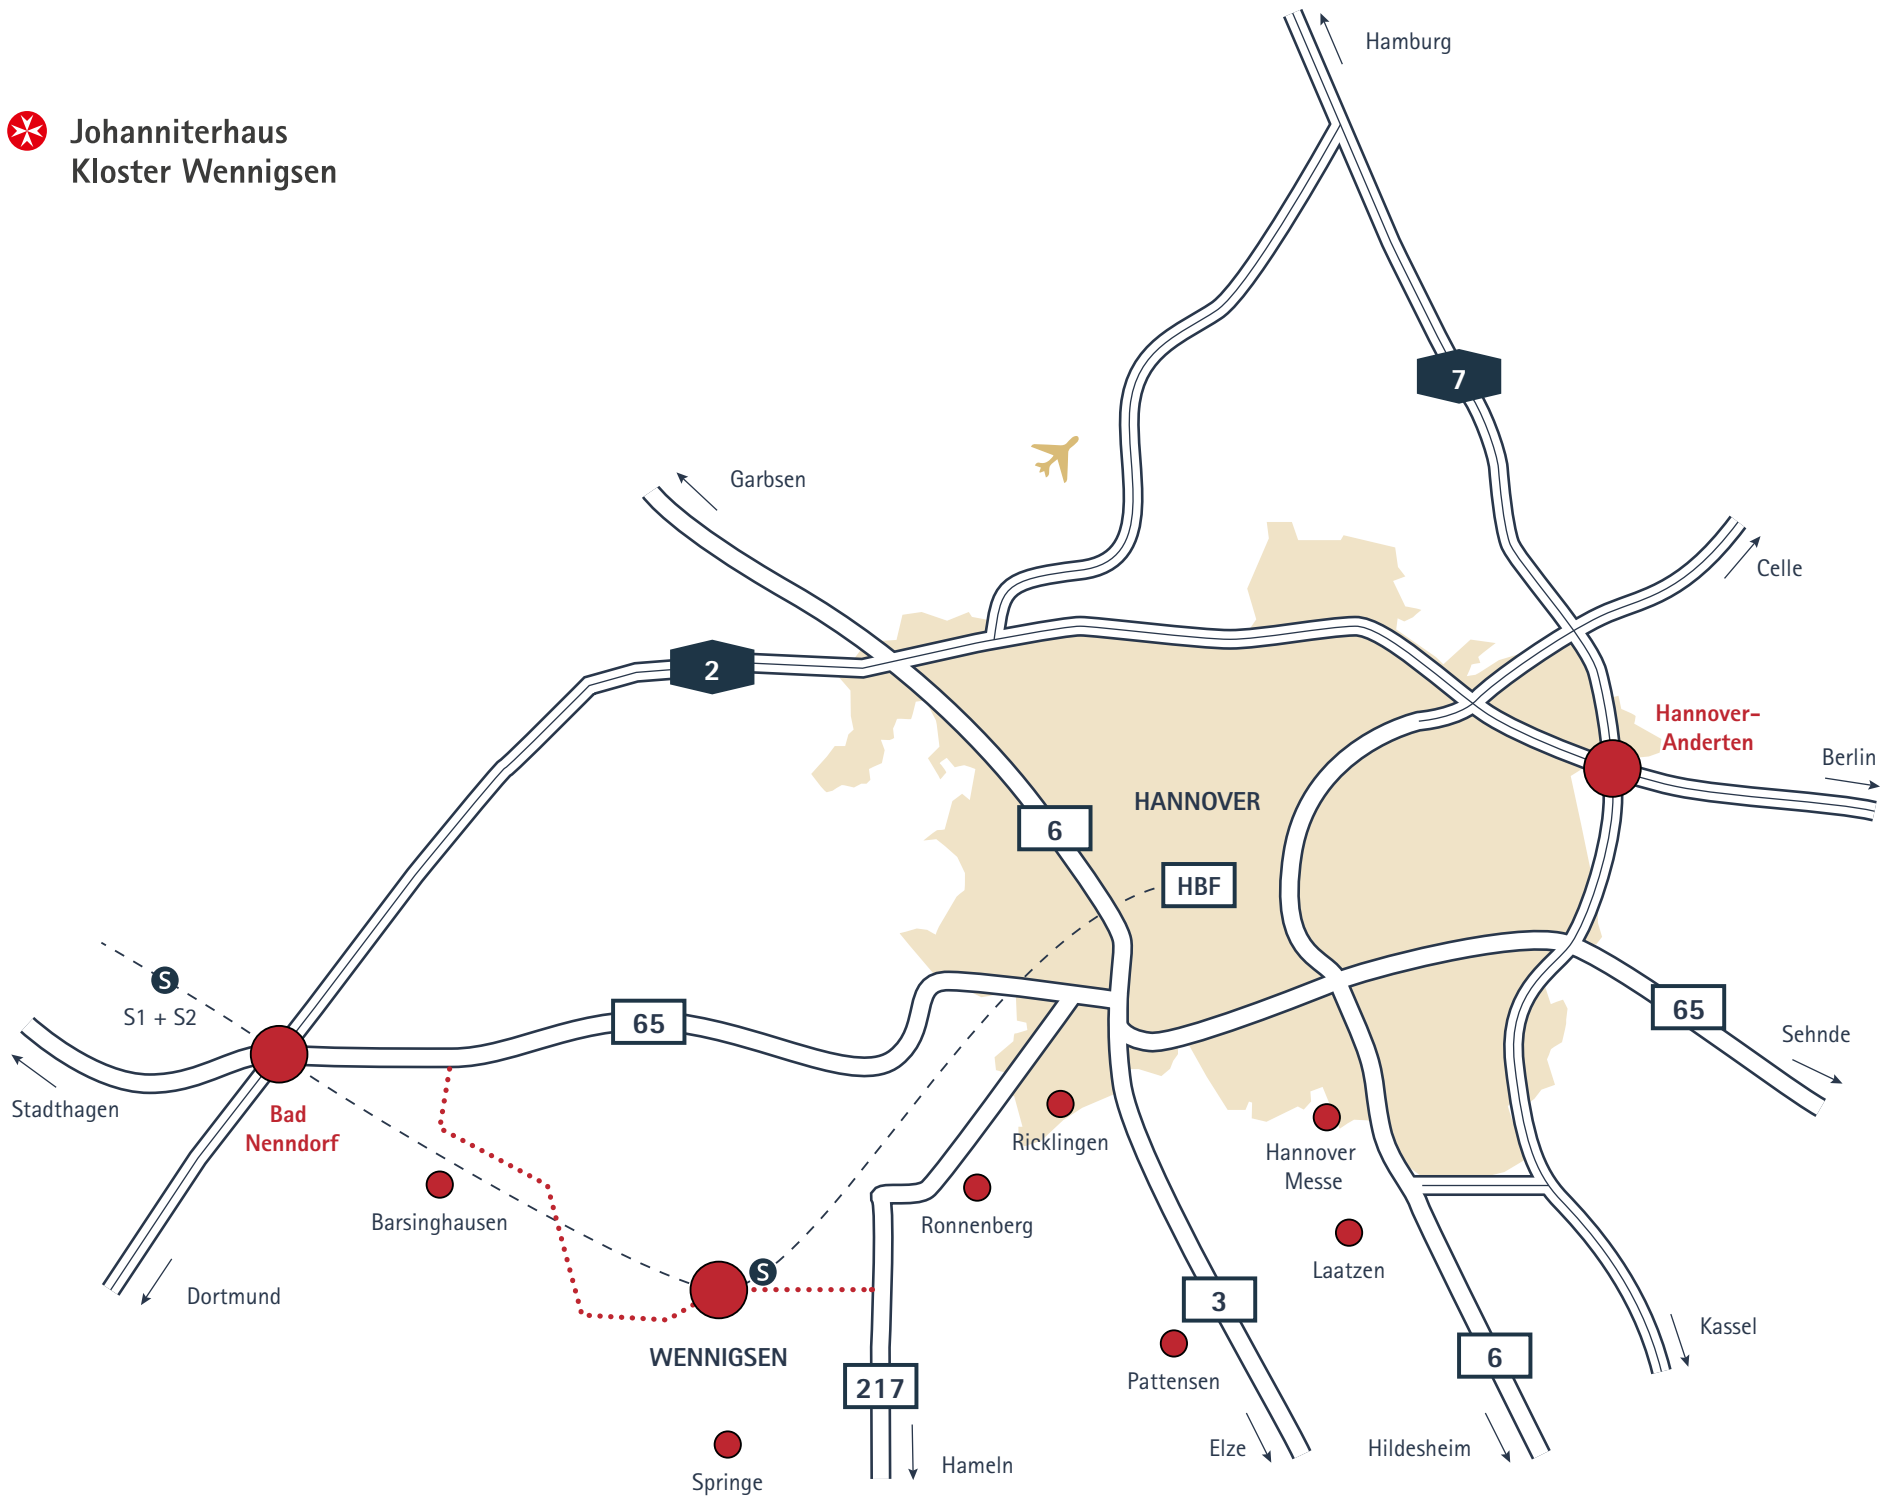 Hamburg
Johanniterhaus
Kloster Wennigsen
7
Garbsen
Celle
2
Hannover-
Anderten
Berlin
HANNOVER
6
HBF
S
S1 + S2
65
65
Sehnde
Stadthagen
Bad
Nenndorf
Ricklingen
Hannover
Messe
Barsinghausen
Ronnenberg
Laatzen
S
Dortmund
3
Kassel
WENNIGSEN
6
217
Pattensen
Elze
Hildesheim
Hameln
Springe